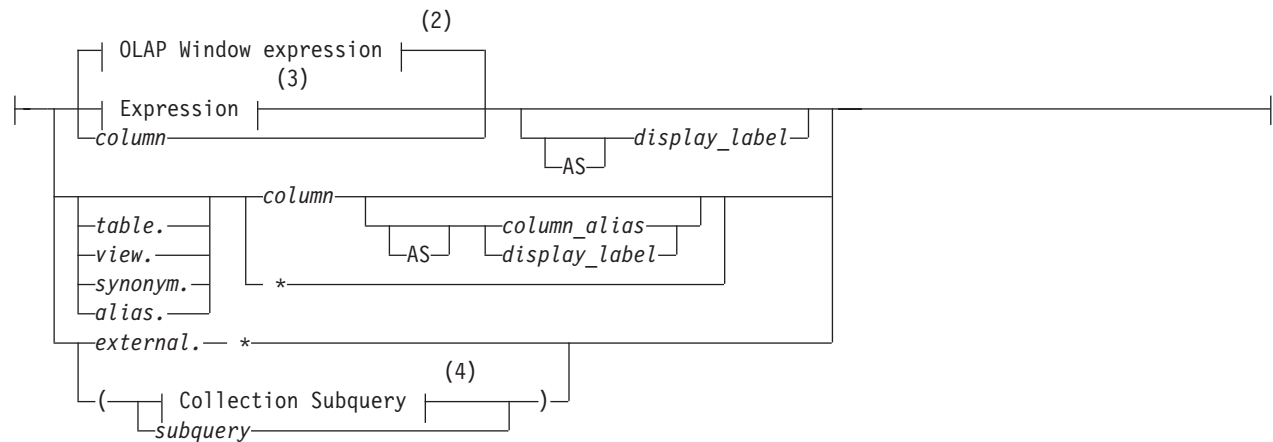 (2)
OLAP Window expression
(3)
Expression
column
display_label
AS
column
table.
column_alias
view.
AS
display_label
synonym.
*
alias.
external. *
(4)
( Collection Subquery )
subquery